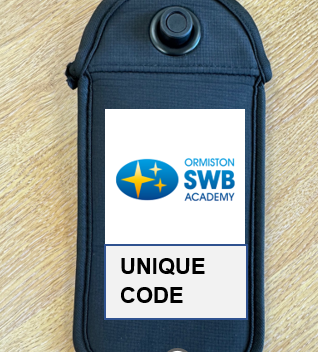 ORMISTON
SWB
ACADEMY
UNIQUE
CODE